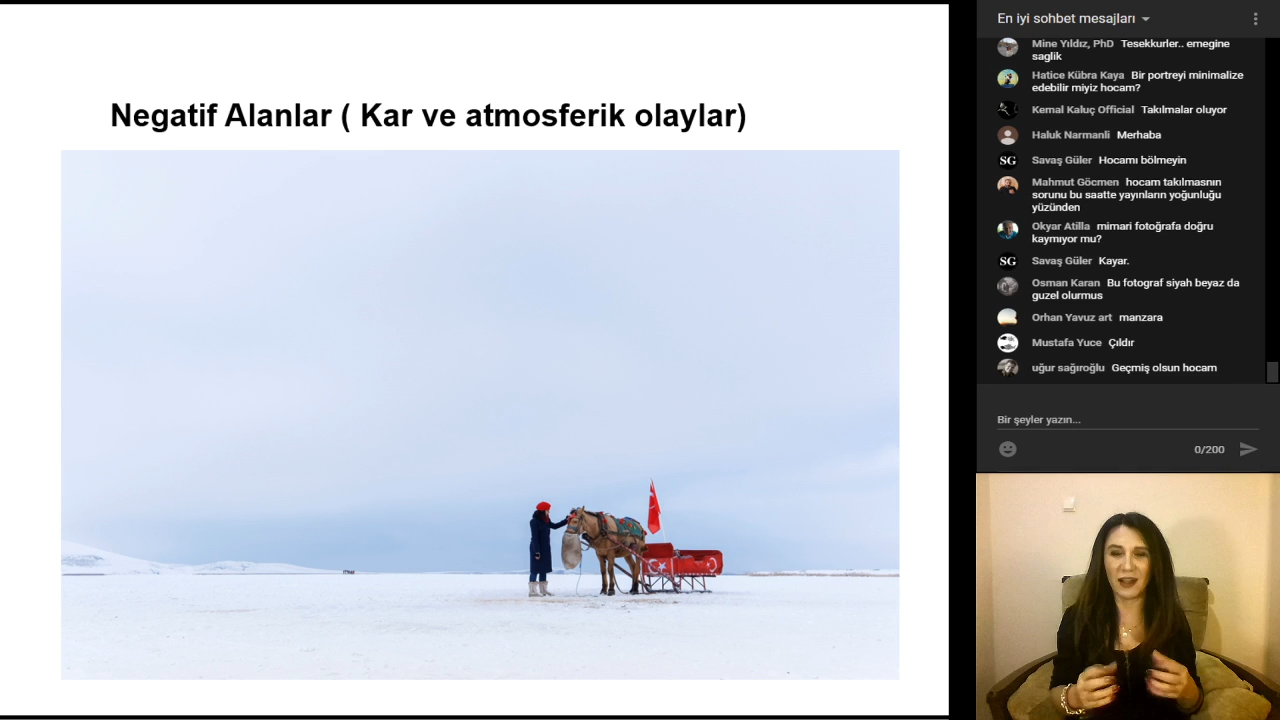 Negatif Alanlar ( Kar ve atmosferik olaylar)
En iyi sohbet mesajları
Mine Yıldız, PhD Tesekkurler.. emegine
saglik
Hatice Kübra Kaya Bir portreyi minimalize
edebilir miyiz hocam?
Kemal Kaluç Official Takılmalar oluyor
Haluk Narmanli Merhaba
SG Savaş Güler Hocamı bölmeyin
Mahmut Göcmen hocam takılmasnın
sorunu bu saatte yayınların yoğunluğu
yüzünden
Okyar Atilla mimari fotoğrafa doğru
kaymıyor mu?
SG Savaş Güler Kayar.
Osman Karan Bu fotograf siyah beyaz da
guzel olurmus
Orhan Yavuz art manzara
Mustafa Yuce Çıldır
uğur sağıroğlu Geçmiş olsun hocam
Bir şeyler yazın...
0/200